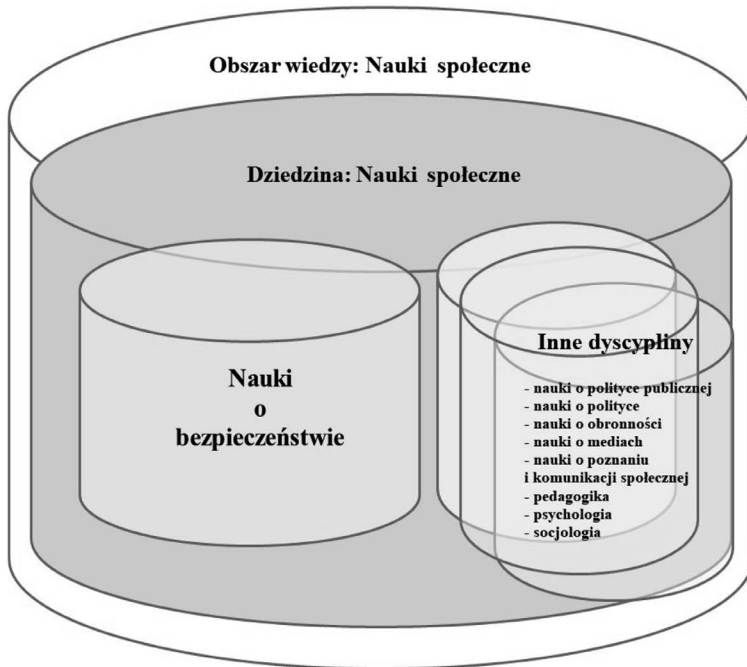 Obszar wiedzy: Nauki społeczne
Dziedzina: Nauki społeczne
Nauki
o
bezpieczeństwie
Inne dyscypliny
- nauki o polityce publicznej
- nauki o polityce
- nauki o obronności
- nauki o mediach
- nauki o poznaniu
i komunikacji społecznej
- pedagogika
- psychologia
- socjologia